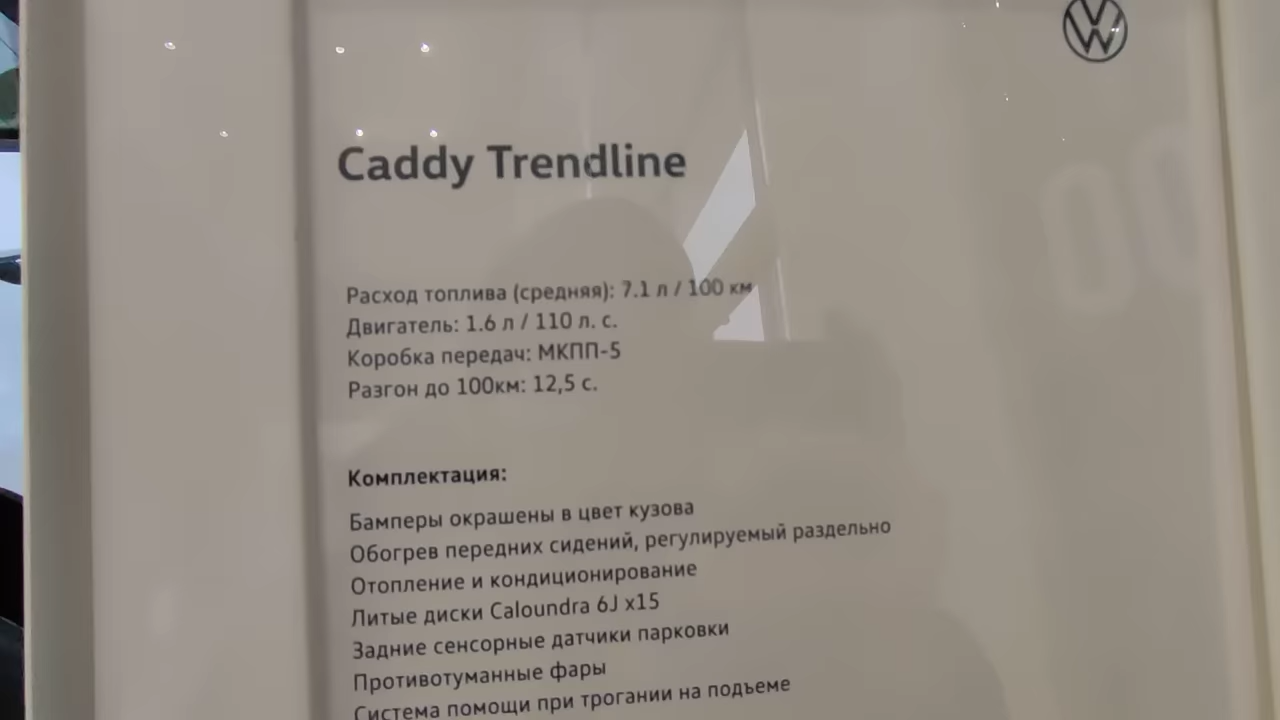 Caddy Trendline
Расход топлива (средняя): 7.1 л / 100 км
Двигатель: 1.6 л / 110 л. с.
Коробка передач: МКПП-5
Разгон до 100км: 12,5 с.
Комплектация:
Бамперы окрашены в цвет кузова
Обогрев передних сидений, регулируемый раздельно
Отопление и кондиционирование
Литые диски Caloundra 6J x15
Задние сенсорные датчики парковки
Противотуманные фары
Система помощи при трогании на подъеме